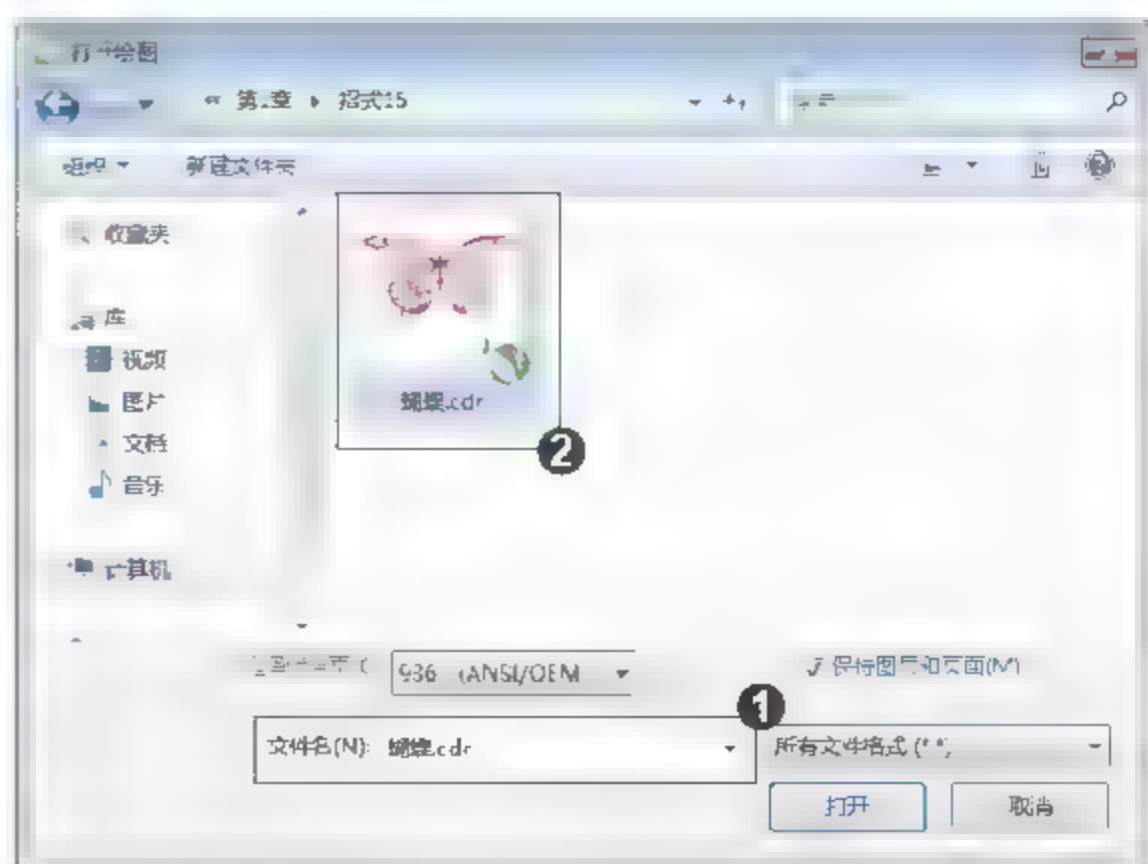 打开绘图
« 第1章 ▸ 招式15
组织 新建文件夹
收藏夹
库
视频
图片
文档
音乐
计算机
蝴蝶.cdr
2
936 (ANSI/OEM
保持图层和页面(M)
1
文件名(N): 蝴蝶.cdr
所有文件格式 (*.*)
打开 取消